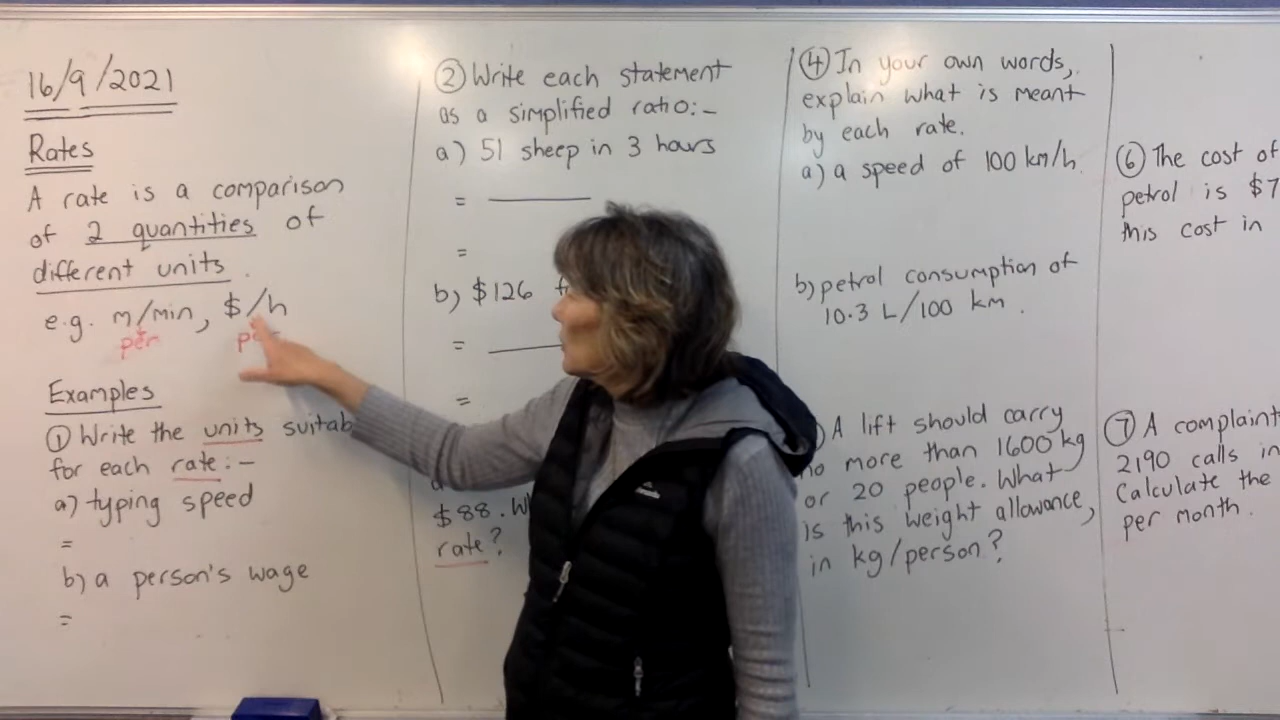 16/9/2021
Rates
A rate is a comparison
of 2 quantities of
different units.
e.g. m/min, $/h
per
Examples
① Write the units
for each rate:-
a) typing speed
=
b) a person's wage
=
② Write each statement
as a simplified ratio:-
a) 51 sheep in 3 hours
=
=
b) $126
=
=
$88.
rate?
④ In your own words,
explain what is meant
by each rate.
a) a speed of 100 km/h.
b) petrol consumption of
10.3 L/100 km.
A lift should carry
no more than 1600 kg
or 20 people. What
is this weight allowance,
in kg/person?
⑥ The cost of
petrol is $7
this cost in
⑦ A complaint
2190 calls in
Calculate the
per month.